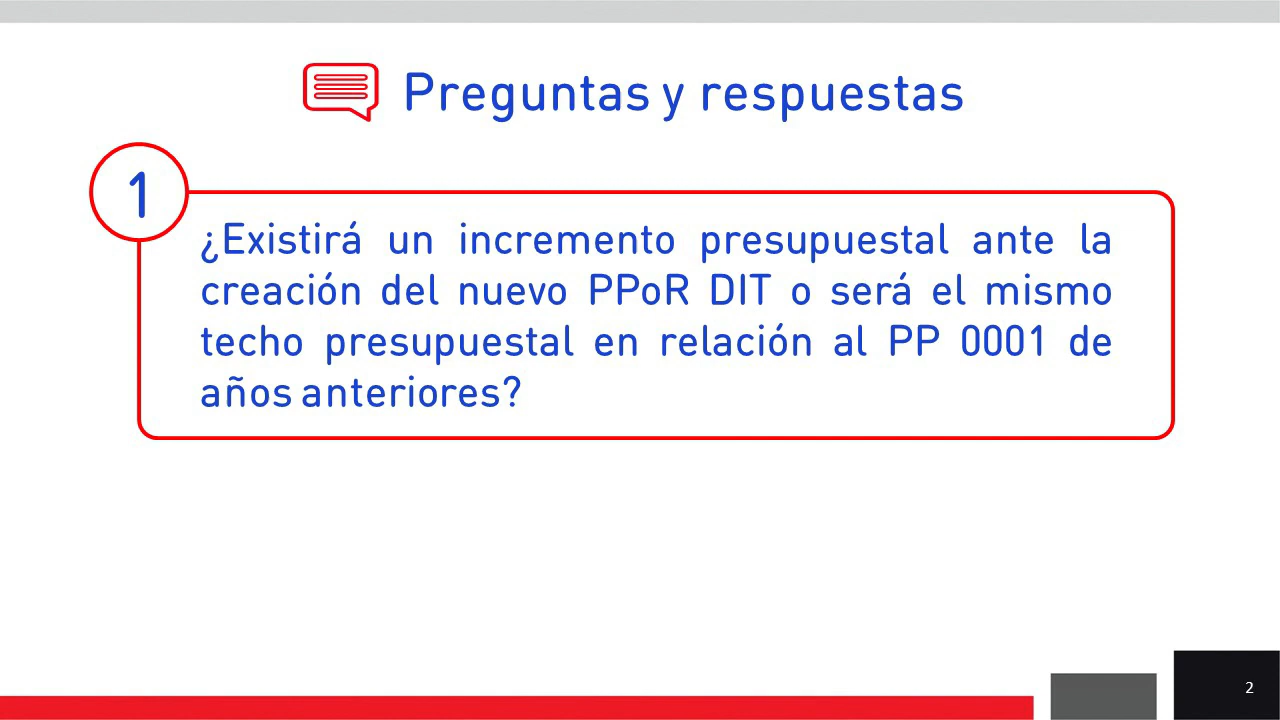 Preguntas y respuestas
1
¿Existirá un incremento presupuestal ante la
creación del nuevo PPoR DIT o será el mismo
techo presupuestal en relación al PP 0001 de
años anteriores?
2